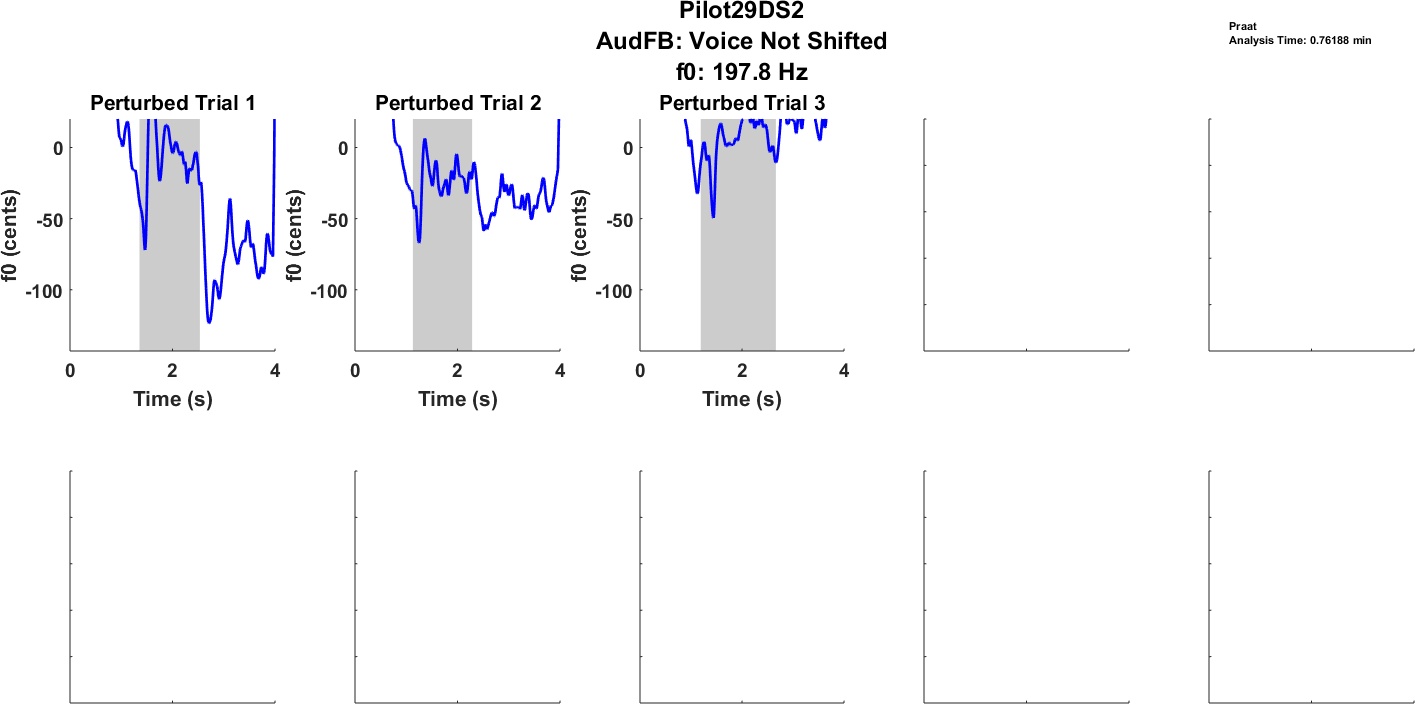 Pilot29DS2
AudFB: Voice Not Shifted
f0: 197.8 Hz
Praat
Analysis Time: 0.76188 min
Perturbed Trial 1
Perturbed Trial 2
Perturbed Trial 3
0
-50
-100
f0 (cents)
0 2 4
Time (s)
0
-50
-100
f0 (cents)
0 2 4
Time (s)
0
-50
-100
f0 (cents)
0 2 4
Time (s)